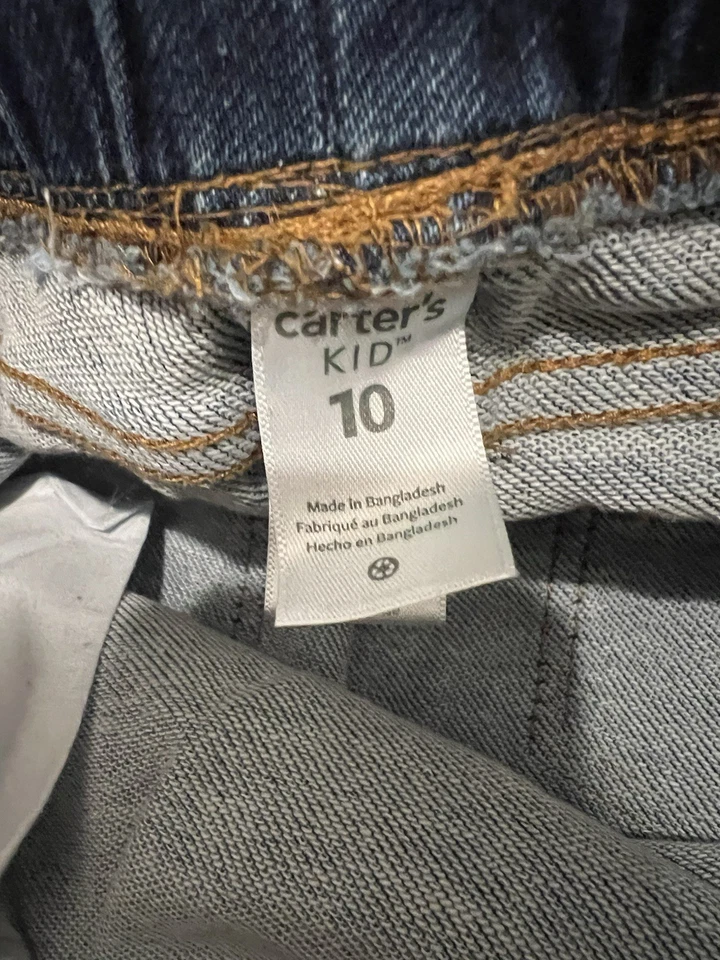 carter's
KID™
10
Made in Bangladesh
Fabriqué au Bangladesh
Hecho en Bangladesh